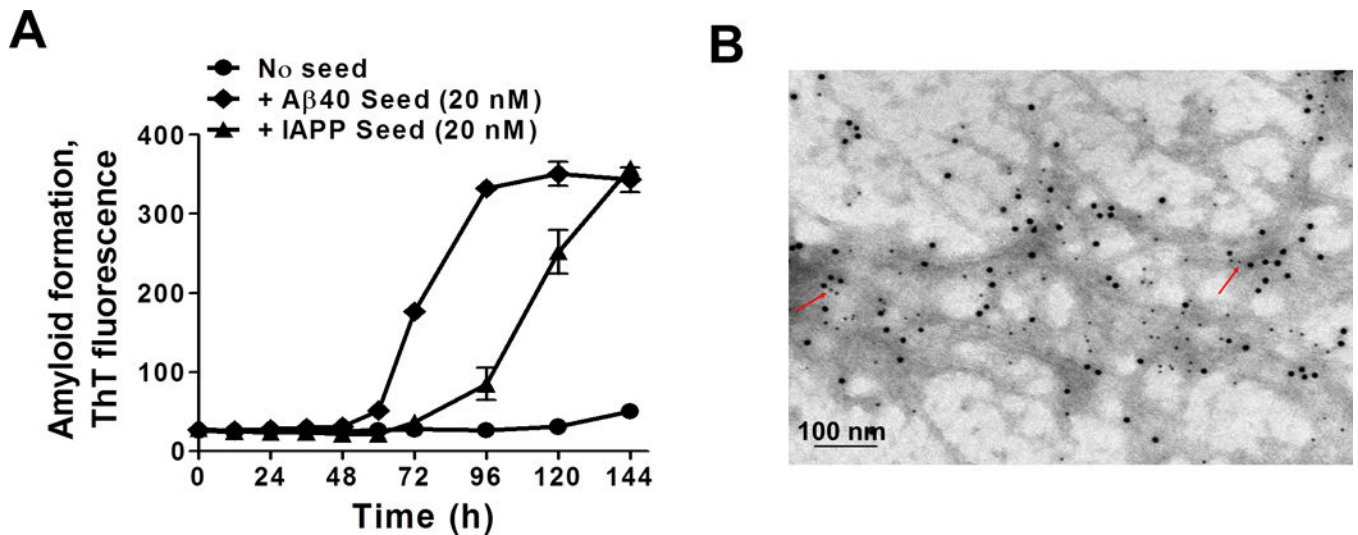 A
No seed
+ Aβ40 Seed (20 nM)
+ IAPP Seed (20 nM)
Amyloid formation,
ThT fluorescence
400
300
200
100
0
0 24 48 72 96 120 144
Time (h)
B
100 nm